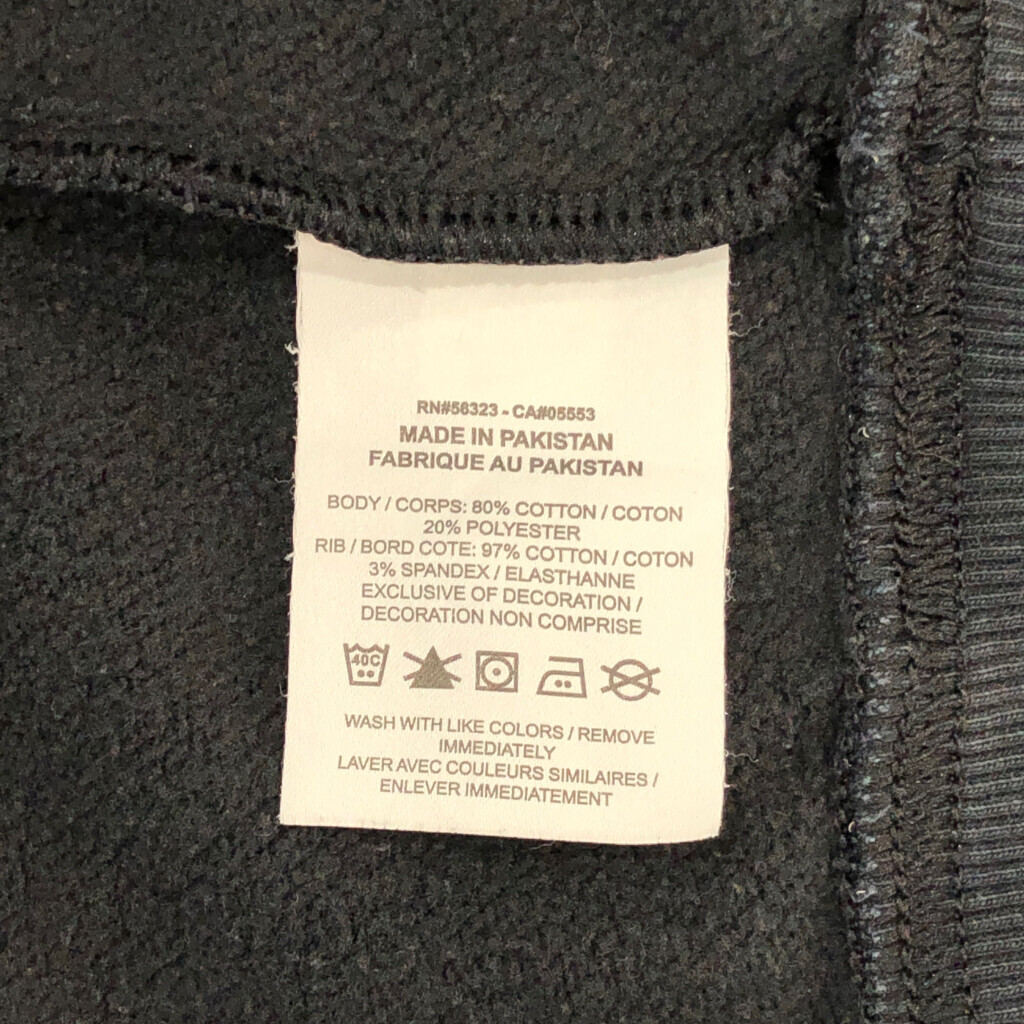 RN#56323 - CA#05553
MADE IN PAKISTAN
FABRIQUE AU PAKISTAN
BODY / CORPS: 80% COTTON / COTON
20% POLYESTER
RIB / BORD COTE: 97% COTTON / COTON
3% SPANDEX / ELASTHANNE
EXCLUSIVE OF DECORATION /
DECORATION NON COMPRISE
40C
WASH WITH LIKE COLORS / REMOVE
IMMEDIATELY
LAVER AVEC COULEURS SIMILAIRES /
ENLEVER IMMEDIATEMENT